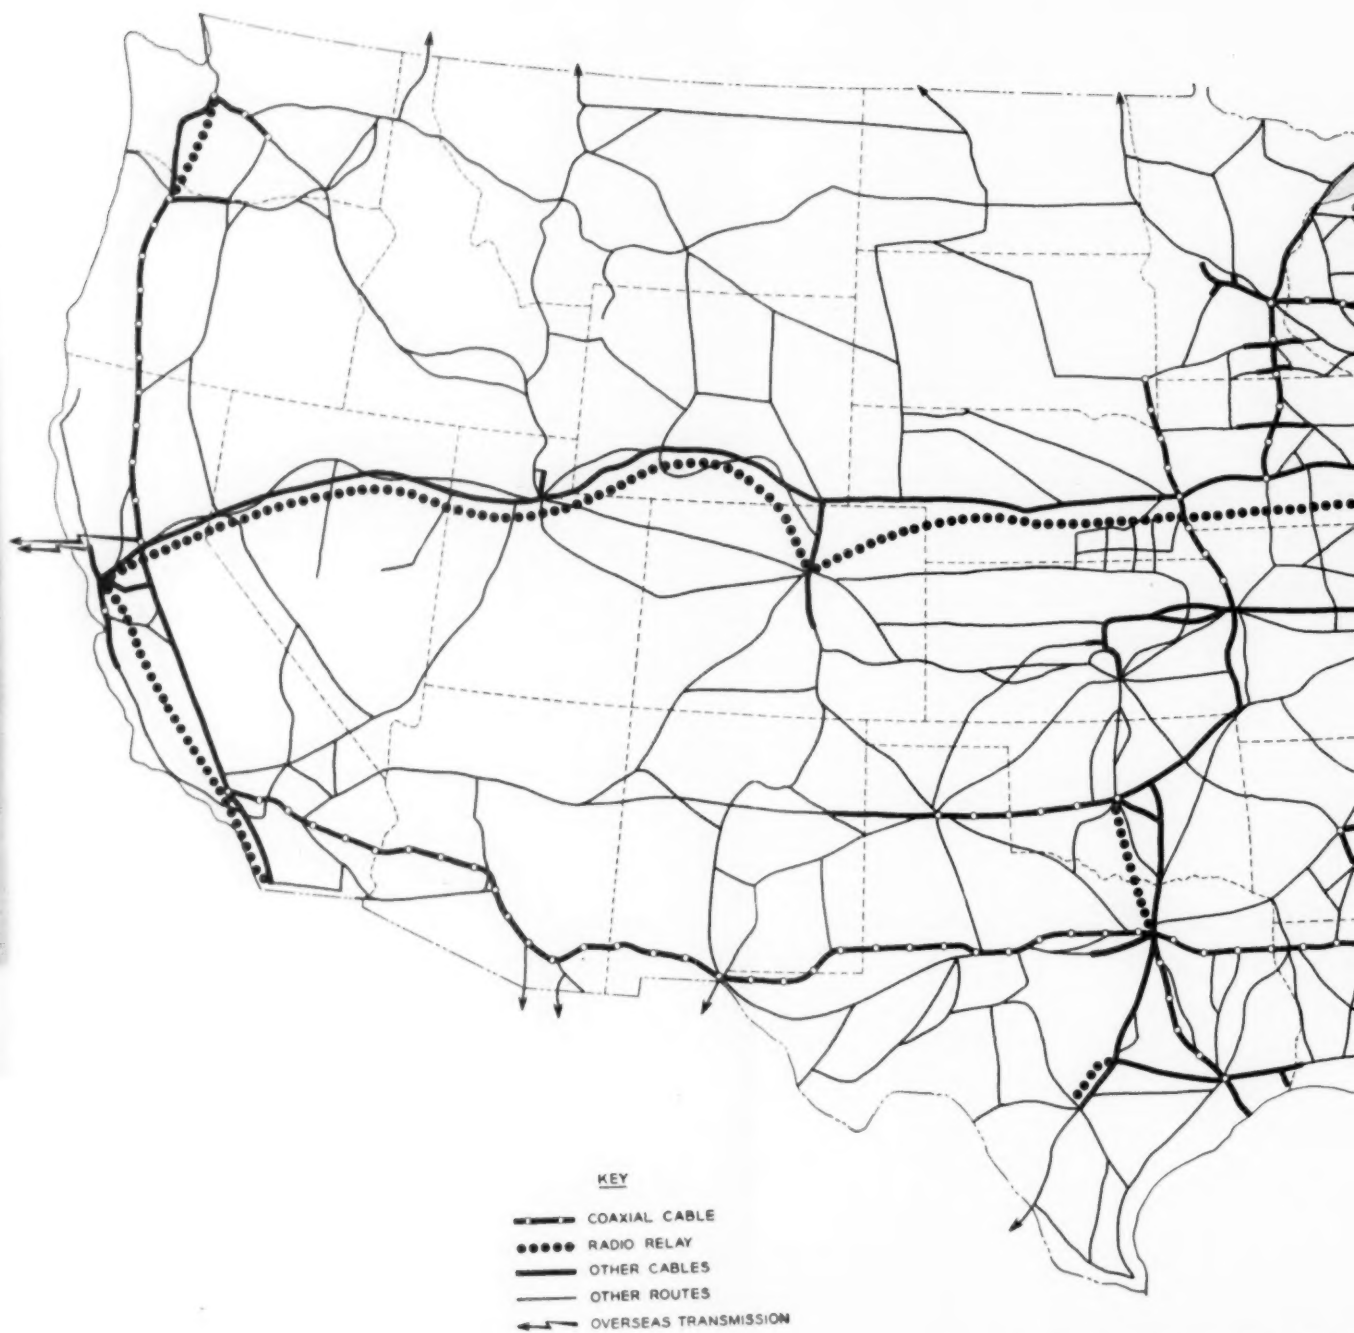 KEY
COAXIAL CABLE
RADIO RELAY
OTHER CABLES
OTHER ROUTES
OVERSEAS TRANSMISSION